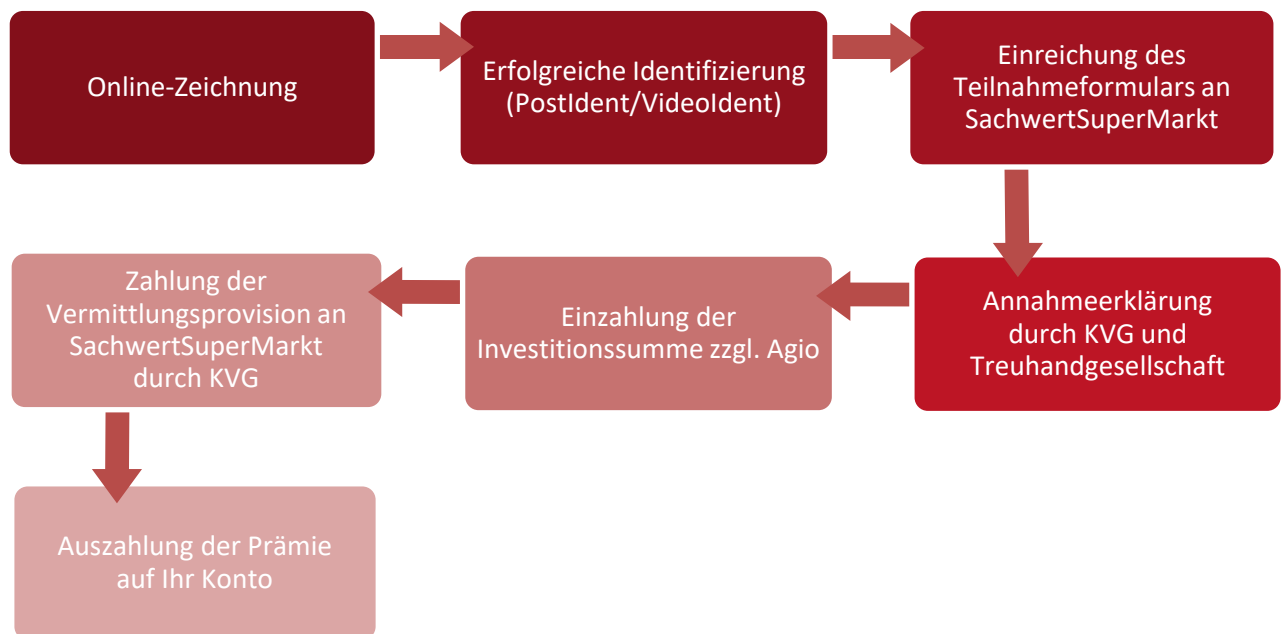 Online-Zeichnung
Erfolgreiche Identifizierung
(PostIdent/VideoIdent)
Einreichung des
Teilnahmeformulars an
SachwertSuperMarkt
Annahmeerklärung
durch KVG und
Treuhandgesellschaft
Einzahlung der
Investitionssumme zzgl. Agio
Zahlung der
Vermittlungsprovision an
SachwertSuperMarkt
durch KVG
Auszahlung der Prämie
auf Ihr Konto